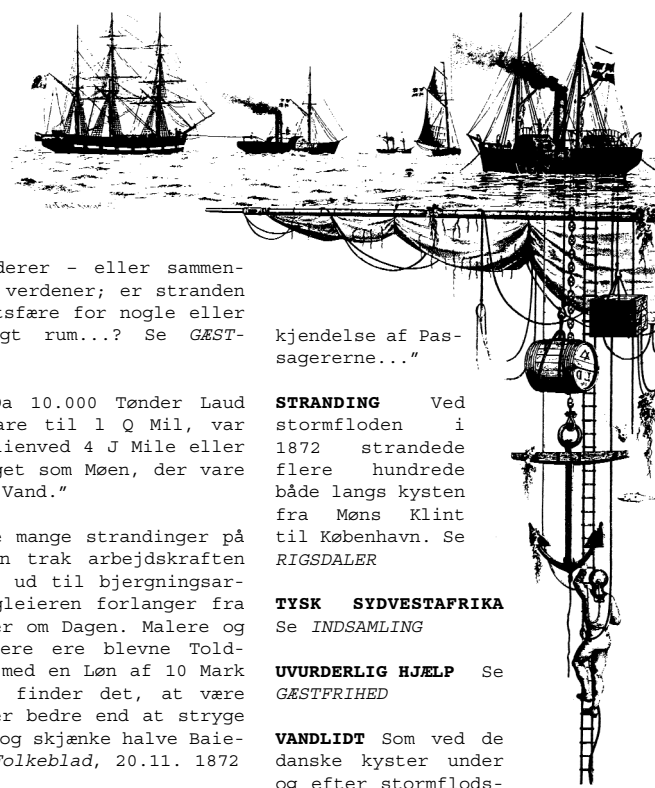 derer – eller sammen-
verdener; er stranden
tsfære for nogle eller
gt rum...? Se GÆST-
a 10.000 Tønder Laud
are til l Q Mil, var
lienved 4 J Mile eller
get som Møen, der vare
Vand.”
e mange strandinger på
n trak arbejdskraften
ud til bjergningsar-
gleieren forlanger fra
er om Dagen. Malere og
ere ere blevne Told-
med en Løn af 10 Mark
finder det, at være
er bedre end at stryge
og skjænke halve Baie-
Folkeblad, 20.11. 1872
kjendelse af Pas-
sagererne...”
STRANDING Ved
stormfloden i
1872 strandede
flere hundrede
både langs kysten
fra Møns Klint
til København. Se
RIGSDALER
TYSK SYDVESTAFRIKA
Se INDSAMLING
UVURDERLIG HJÆLP Se
GÆSTFRIHED
VANDLIDT Som ved de
danske kyster under
og efter stormflods-